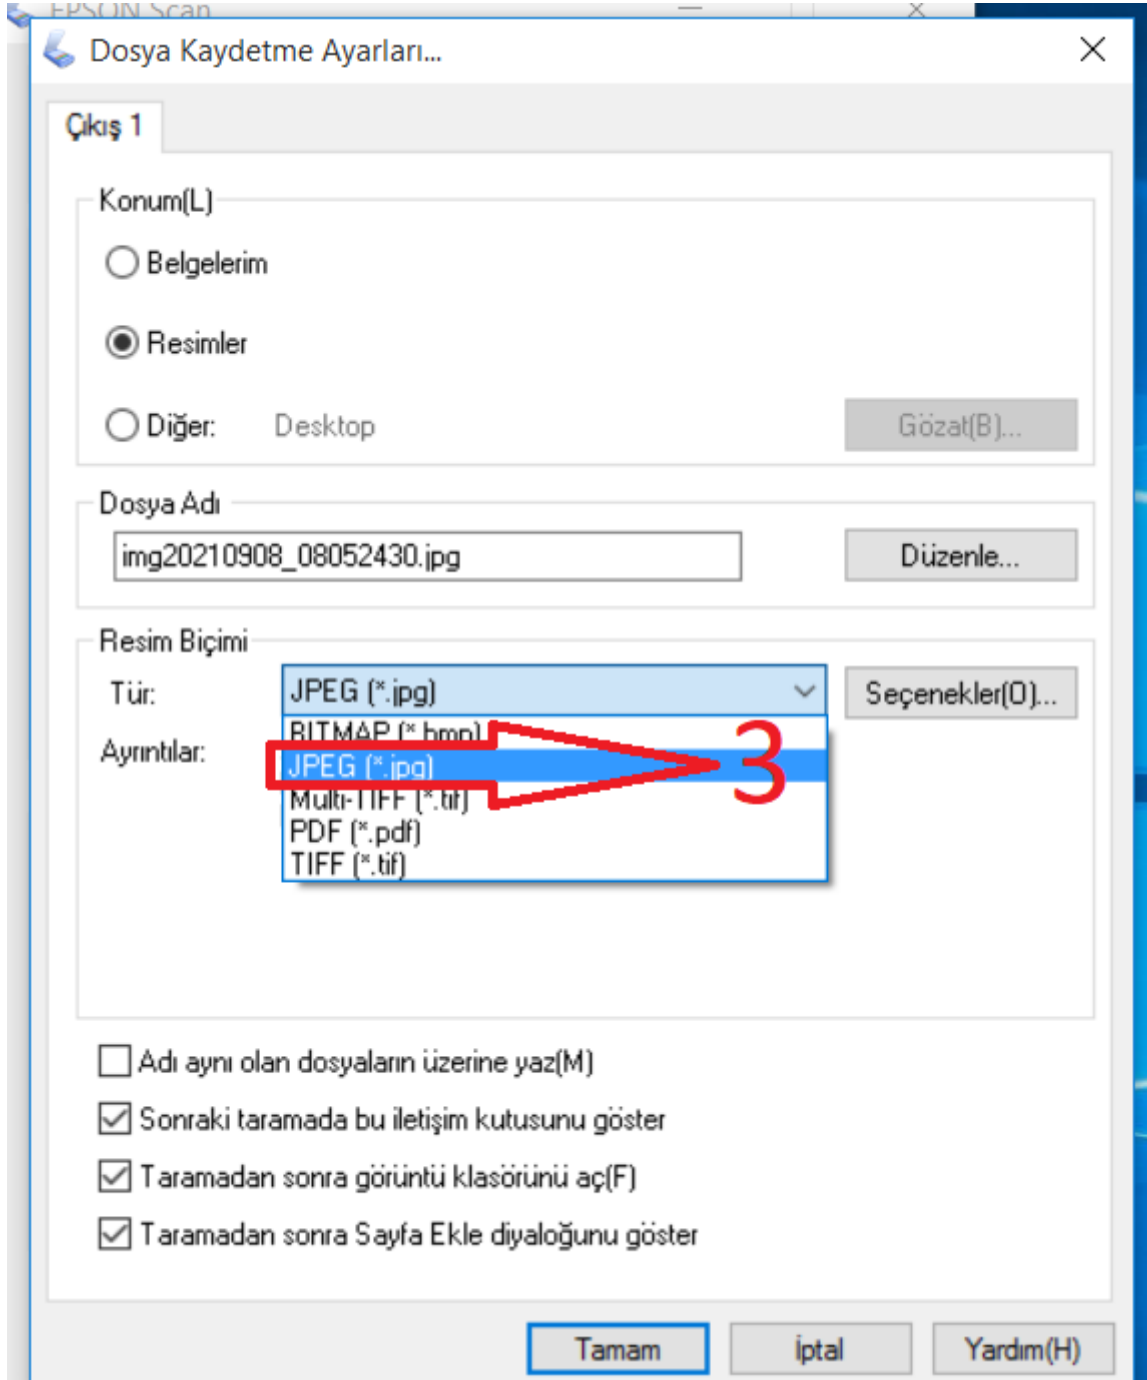 EPSON Scan
Dosya Kaydetme Ayarları...
Çıkış 1
Konum(L)
Belgelerim
Resimler
Diğer: Desktop Gözat(B)...
Dosya Adı
img20210908_08052430.jpg Düzenle...
Resim Biçimi
Tür: JPEG (*.jpg) Seçenekler(O)...
Ayrıntılar:
BITMAP (*.bmp)
JPEG (*.jpg) 3
Multi-TIFF (*.tif)
PDF (*.pdf)
TIFF (*.tif)
Adı aynı olan dosyaların üzerine yaz(M)
Sonraki taramada bu iletişim kutusunu göster
Taramadan sonra görüntü klasörünü aç(F)
Taramadan sonra Sayfa Ekle diyaloğunu göster
Tamam İptal Yardım(H)